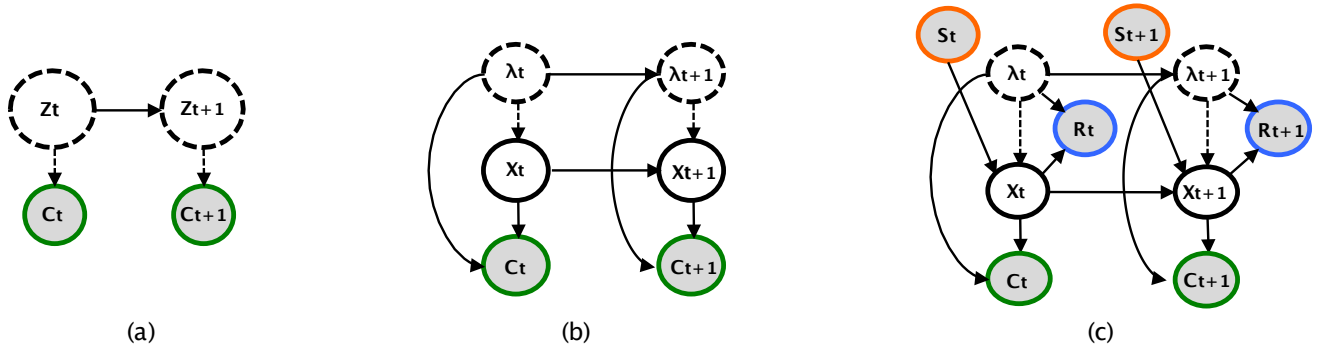 Zt
Zt+1
Ct
Ct+1
(a)
λt
λt+1
Xt
Xt+1
Ct
Ct+1
(b)
St
St+1
λt
λt+1
Rt
Rt+1
Xt
Xt+1
Ct
Ct+1
(c)